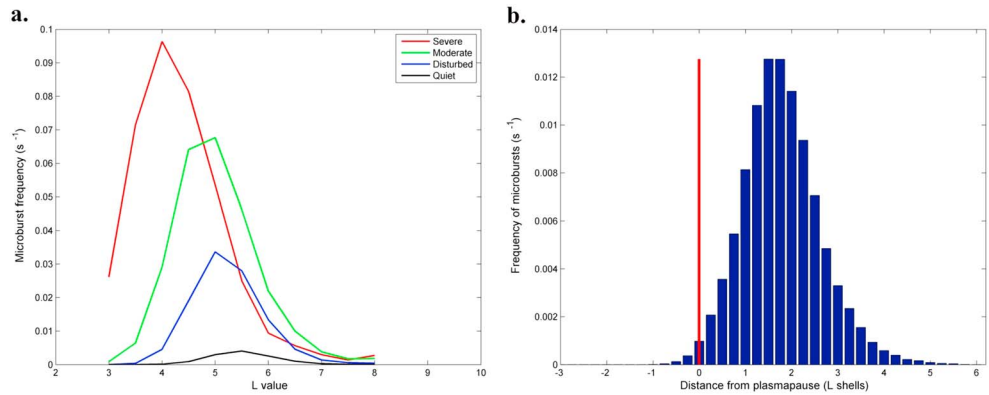 a.
0.1
0.09
0.08
0.07
0.06
0.05
0.04
0.03
0.02
0.01
0
2 3 4 5 6 7 8 9 10
Microburst frequency (s -1)
L value
Severe
Moderate
Disturbed
Quiet
b.
0.014
0.012
0.01
0.008
0.006
0.004
0.002
0
-3 -2 -1 0 1 2 3 4 5 6
Frequency of microbursts (s -1)
Distance from plasmapause (L shells)